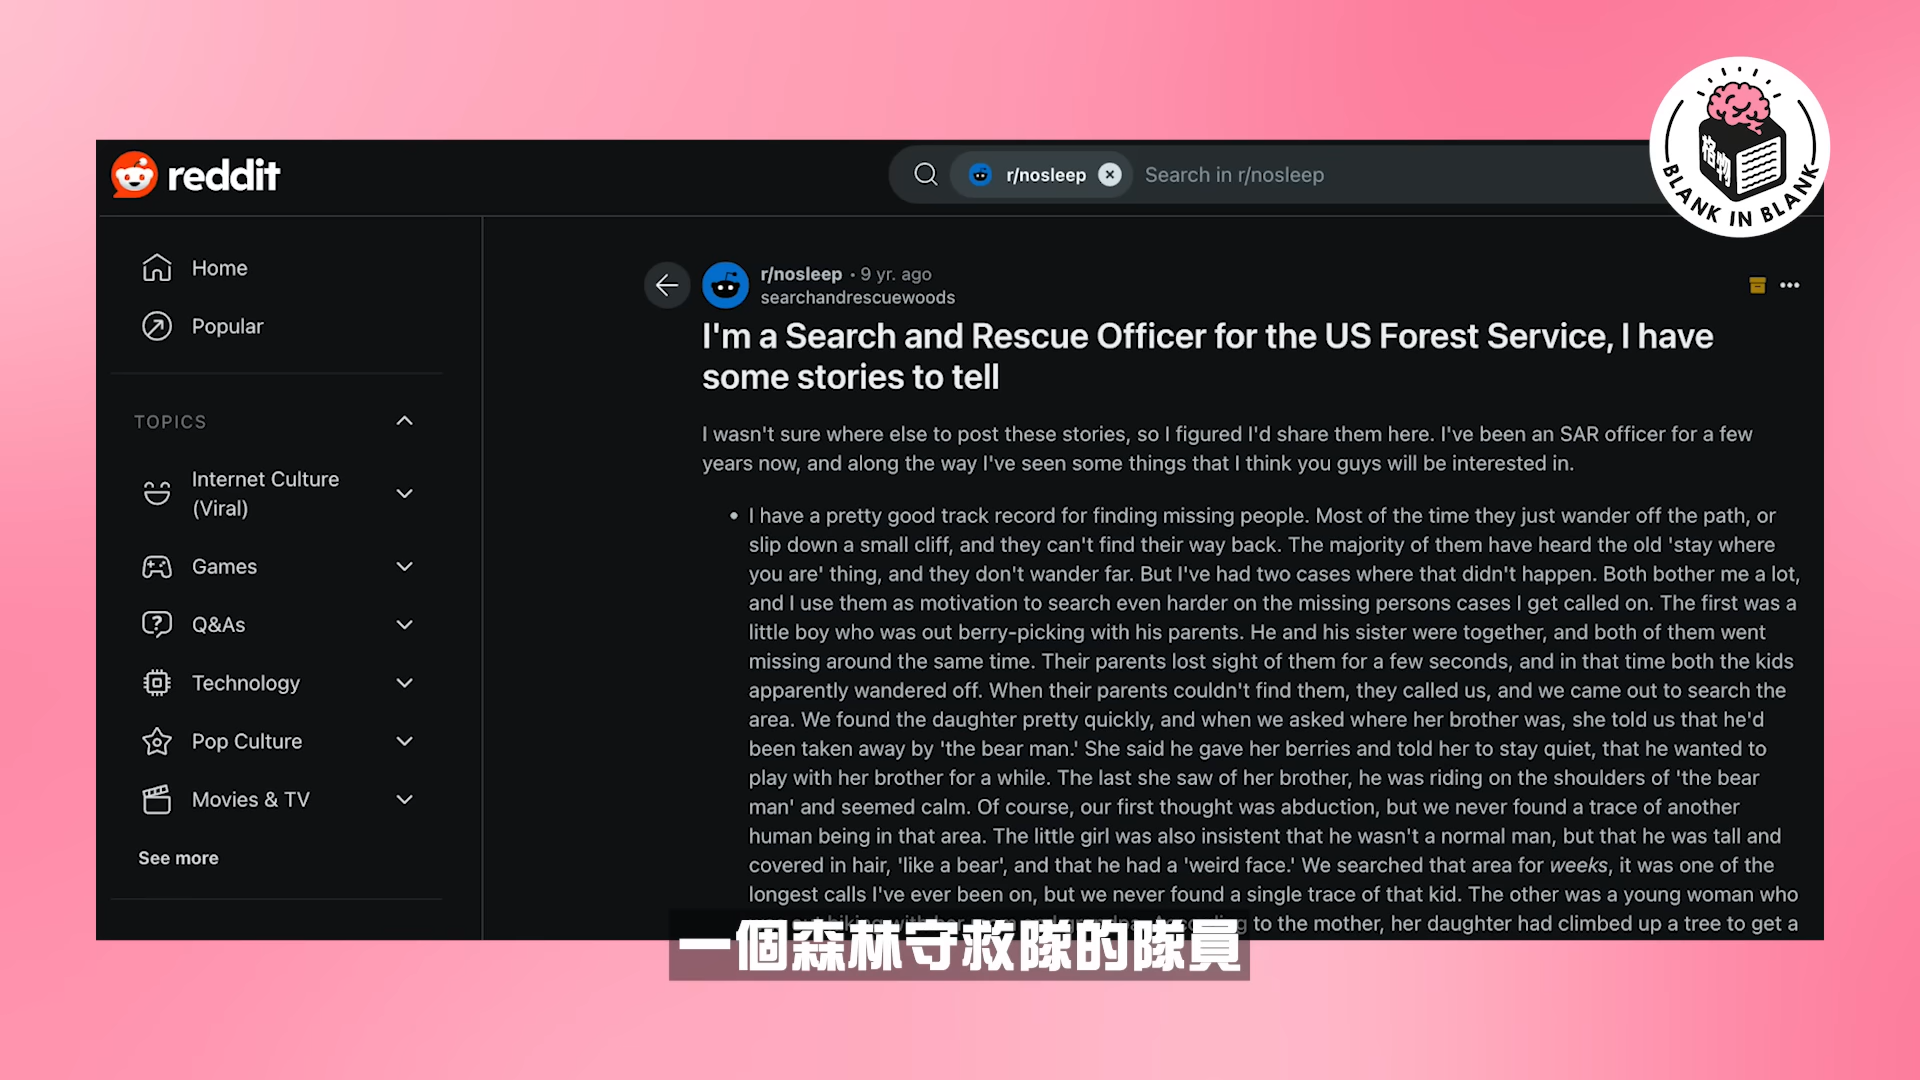 reddit
r/nosleep
Search in r/nosleep
格物
BLANK IN BLANK
Home
Popular
TOPICS
Internet Culture
(Viral)
Games
Q&As
Technology
Pop Culture
Movies & TV
See more
r/nosleep • 9 yr. ago
searchandrescuewoods
I'm a Search and Rescue Officer for the US Forest Service, I have
some stories to tell
I wasn't sure where else to post these stories, so I figured I'd share them here. I've been an SAR officer for a few
years now, and along the way I've seen some things that I think you guys will be interested in.
• I have a pretty good track record for finding missing people. Most of the time they just wander off the path, or
slip down a small cliff, and they can't find their way back. The majority of them have heard the old 'stay where
you are' thing, and they don't wander far. But I've had two cases where that didn't happen. Both bother me a lot,
and I use them as motivation to search even harder on the missing persons cases I get called on. The first was a
little boy who was out berry-picking with his parents. He and his sister were together, and both of them went
missing around the same time. Their parents lost sight of them for a few seconds, and in that time both the kids
apparently wandered off. When their parents couldn't find them, they called us, and we came out to search the
area. We found the daughter pretty quickly, and when we asked where her brother was, she told us that he'd
been taken away by 'the bear man.' She said he gave her berries and told her to stay quiet, that he wanted to
play with her brother for a while. The last she saw of her brother, he was riding on the shoulders of 'the bear
man' and seemed calm. Of course, our first thought was abduction, but we never found a trace of another
human being in that area. The little girl was also insistent that he wasn't a normal man, but that he was tall and
covered in hair, 'like a bear', and that he had a 'weird face.' We searched that area for weeks, it was one of the
longest calls I've ever been on, but we never found a single trace of that kid. The other was a young woman who
to the mother, her daughter had climbed up a tree to get a
一個森林守救隊的隊員